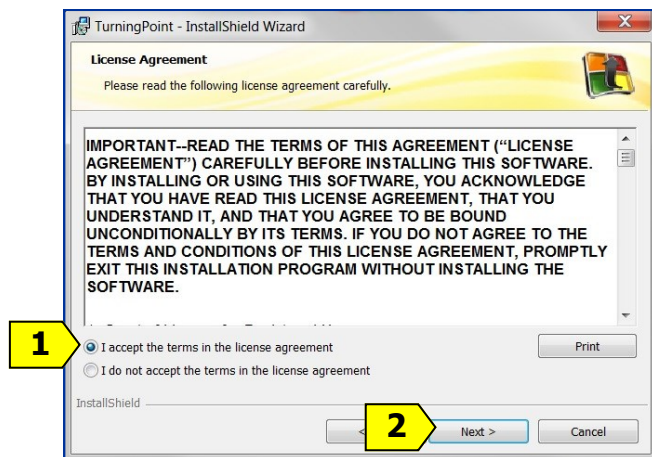 TurningPoint - InstallShield Wizard
License Agreement
Please read the following license agreement carefully.
IMPORTANT--READ THE TERMS OF THIS AGREEMENT (“LICENSE
AGREEMENT”) CAREFULLY BEFORE INSTALLING THIS SOFTWARE.
BY INSTALLING OR USING THIS SOFTWARE, YOU ACKNOWLEDGE
THAT YOU HAVE READ THIS LICENSE AGREEMENT, THAT YOU
UNDERSTAND IT, AND THAT YOU AGREE TO BE BOUND
UNCONDITIONALLY BY ITS TERMS. IF YOU DO NOT AGREE TO THE
TERMS AND CONDITIONS OF THIS LICENSE AGREEMENT, PROMPTLY
EXIT THIS INSTALLATION PROGRAM WITHOUT INSTALLING THE
SOFTWARE.
1
I accept the terms in the license agreement
Print
I do not accept the terms in the license agreement
InstallShield
<
2
Next >
Cancel